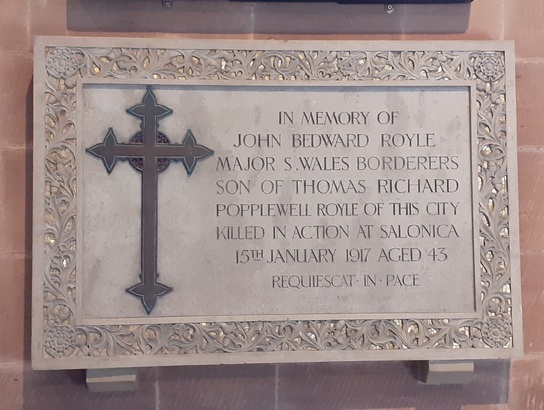 IN MEMORY OF
JOHN BEDWARD ROYLE
MAJOR S. WALES BORDERERS
SON OF THOMAS RICHARD
POPPLEWELL ROYLE OF THIS CITY
KILLED IN ACTION AT SALONICA
15TH JANUARY 1917 AGED 43
REQUIESCAT · IN · PACE